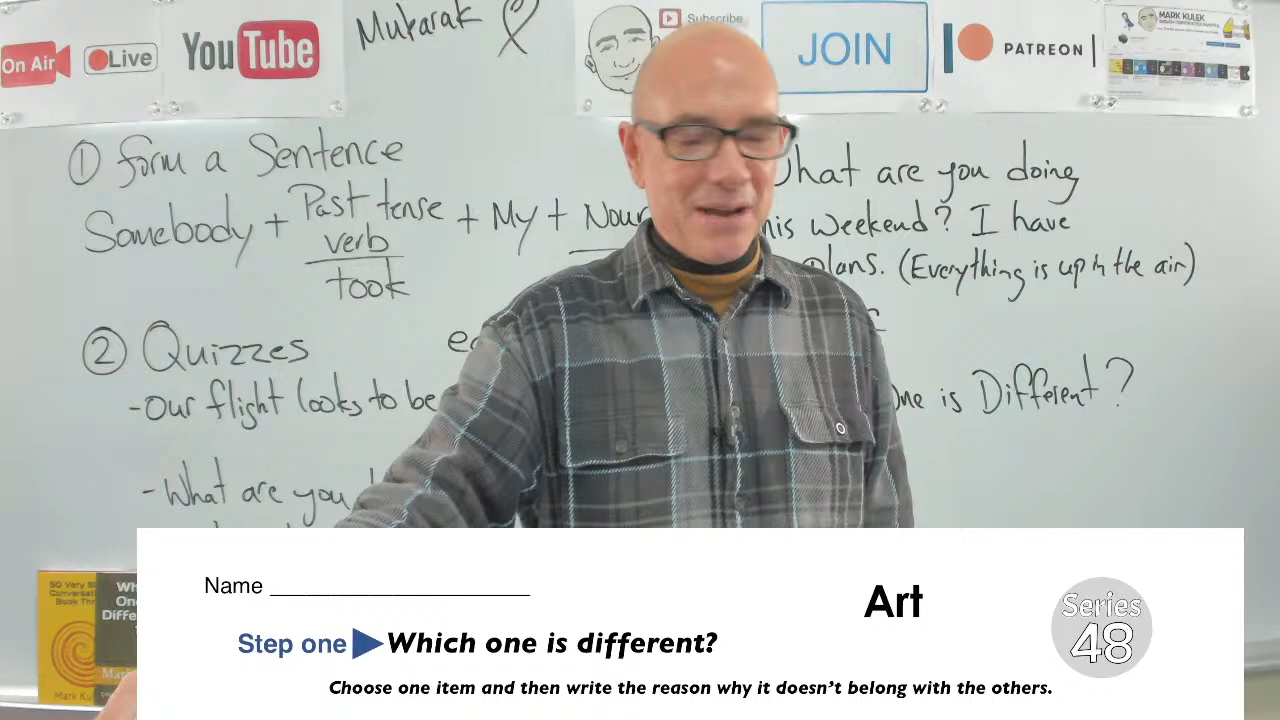 On Air
Live
YouTube
Mukarak
Subscribe
JOIN
PATREON
MARK KULEK
① Form a Sentence
Somebody + Past tense + My + Noun
verb
took
What are you doing
this weekend? I have
plans. (Everything is up in the air)
② Quizzes
-Our flight looks to be
One is Different?
-What are you
50 Very
Mark
Name
Art
Series
48
Step one Which one is different?
Choose one item and then write the reason why it doesn't belong with the others.